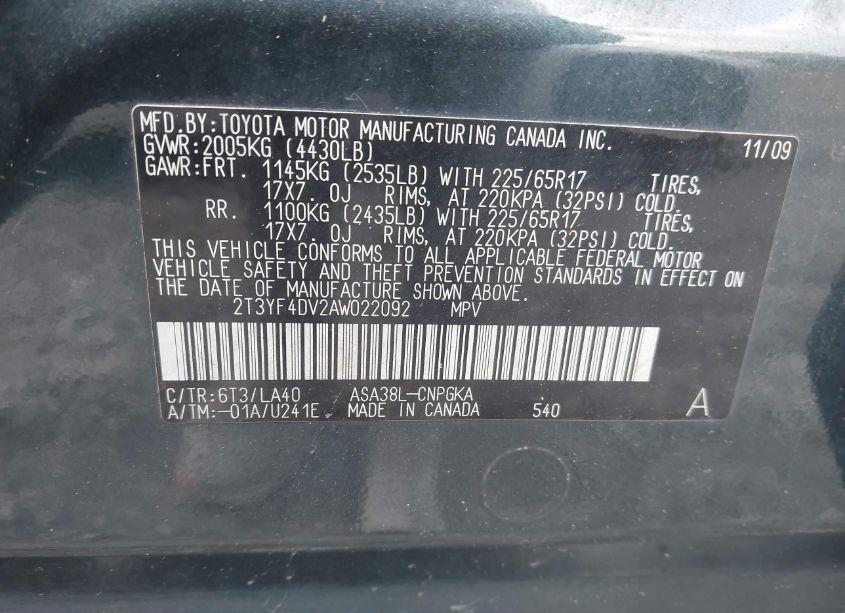 MFD.BY:TOYOTA MOTOR MANUFACTURING CANADA INC. 11/09
GVWR:2005KG (4430LB)
GAWR:FRT. 1145KG (2535LB) WITH 225/65R17 TIRES,
17X7. 0J RIMS, AT 220KPA (32PSI) COLD.
RR. 1100KG (2435LB) WITH 225/65R17 TIRES,
17X7. 0J RIMS, AT 220KPA (32PSI) COLD.
THIS VEHICLE CONFORMS TO ALL APPLICABLE FEDERAL MOTOR
VEHICLE SAFETY AND THEFT PREVENTION STANDARDS IN EFFECT ON
THE DATE OF MANUFACTURE SHOWN ABOVE.
2T3YF4DV2AW022092 MPV
C/TR:6T3/LA40 ASA38L-CNPGKA
A/TM:-01A/U241E MADE IN CANADA 540 A